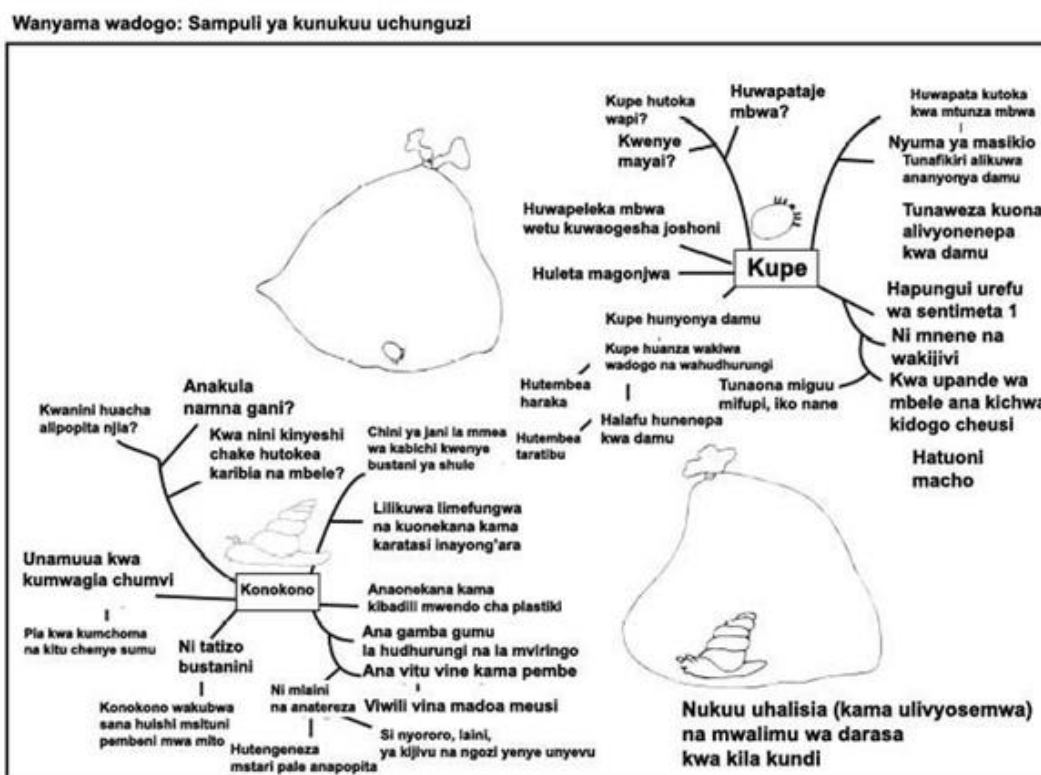 Wanyama wadogo: Sampuli ya kunukuu uchunguzi
Kupe hutoka
wapi?
Kwenye
mayai?
Huwapataje
mbwa?
Huwapata kutoka
kwa mtunza mbwa
Nyuma ya masikio
Tunafikiri alikuwa
ananyonya damu
Tunaweza kuona
alivyonenepa
kwa damu
Huwapeleka mbwa
wetu kuwaogesha joshoni
Huleta magonjwa
Kupe
Kupe hunyonya damu
Kupe huanza wakiwa
wadogo na wahudhurungi
Hutembea
haraka
Halafu hunenepa
kwa damu
Hutembea
taratibu
Hapungui urefu
wa sentimeta 1
Ni mnene na
wakijivi
Tunaona miguu
mifupi, iko nane
Kwa upande wa
mbele ana kichwa
kidogo cheusi
Hatuoni
macho
Kwanini huacha
alipopita njia?
Anakula
namna gani?
Kwa nini kinyeshi
chake hutokea
karibia na mbele?
Chini ya jani la mmea
wa kabichi kwenye
bustani ya shule
Lilikuwa limefungwa
na kuonekana kama
karatasi inayong'ara
Unamuua kwa
kumwagia chumvi
Konokono
Pia kwa kumchoma
na kitu chenye sumu
Ni tatizo
bustanini
Konokono wakubwa
sana huishi msituni
pembeni mwa mito
Anaonekana kama
kibadili mwendo cha plastiki
Ana gamba gumu
la hudhurungi na la mviringo
Ana vitu vine kama pembe
Viwili vina madoa meusi
Ni mlaini
na anatereza
Hutengeneza
mstari pale anapopita
Si nyororo, laini,
ya kijivu na ngozi yenye unyevu
Nukuu uhalisia (kama ulivyosemwa)
na mwalimu wa darasa
kwa kila kundi